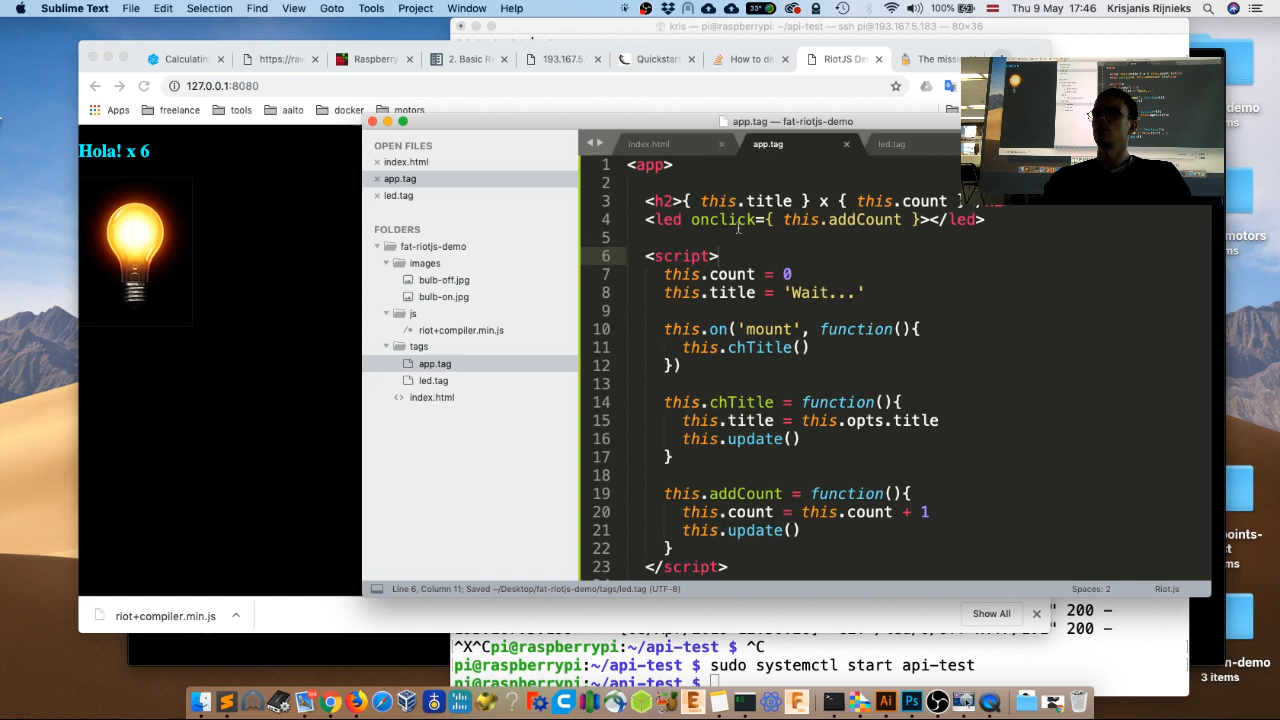 Sublime Text File Edit Selection Find View Goto Tools Project Window Help
33° 100% Thu 9 May 17:46 Krisjanis Rijnieks
kris — pi@raspberrypi: ~/api-test — ssh pi@193.167.5.183 — 80×36
Calculatin https://ra Raspberry 2. Basic 193.167.5. Quickstart How to de RiotJS De The miss
127.0.0.1:8080
Apps freelance tools aalto docker
Hola! x 6
app.tag — fat-riotjs-demo
OPEN FILES
index.html
app.tag
led.tag
FOLDERS
fat-riotjs-demo
images
bulb-off.jpg
bulb-on.jpg
js
riot+compiler.min.js
tags
app.tag
led.tag
index.html
index.html app.tag led.tag
1 <app>
2
3 <h2>{ this.title } x { this.count }
4 <led onclick={ this.addCount }></led>
5
6 <script>
7 this.count = 0
8 this.title = 'Wait...'
9
10 this.on('mount', function(){
11 this.chTitle()
12 })
13
14 this.chTitle = function(){
15 this.title = this.opts.title
16 this.update()
17 }
18
19 this.addCount = function(){
20 this.count = this.count + 1
21 this.update()
22 }
23 </script>
Line 6, Column 11; Saved ~/Desktop/fat-riotjs-demo/tags/led.tag (UTF-8) Spaces: 2 Riot.js
riot+compiler.min.js Show All
" 200 –
" 200 –
^X^Cpi@raspberrypi:~/api-test $ ^C
pi@raspberrypi:~/api-test $ sudo systemctl start api-test
pi@raspberrypi:~/api-test $
-demo
motors
points-
n-demo
3 items